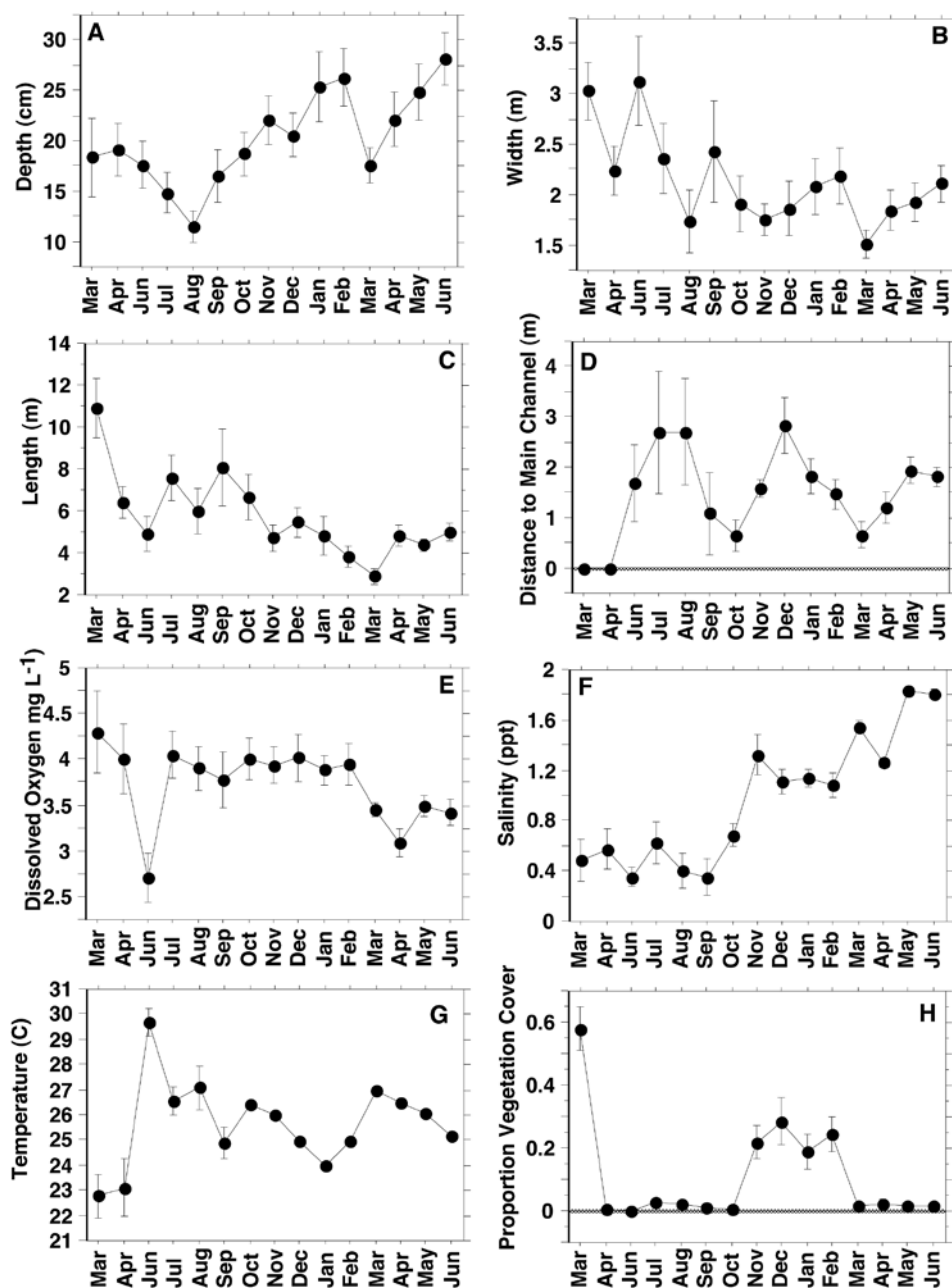 A
Depth (cm)
30
25
20
15
10
Mar Apr Jun Jul Aug Sep Oct Nov Dec Jan Feb Mar Apr May Jun
B
Width (m)
3.5
3
2.5
2
1.5
Mar Apr Jun Jul Aug Sep Oct Nov Dec Jan Feb Mar Apr May Jun
C
Length (m)
14
12
10
8
6
4
2
Mar Apr Jun Jul Aug Sep Oct Nov Dec Jan Feb Mar Apr May Jun
D
Distance to Main Channel (m)
4
3
2
1
0
Mar Apr Jun Jul Aug Sep Oct Nov Dec Jan Feb Mar Apr May Jun
E
Dissolved Oxygen mg L⁻¹
5
4.5
4
3.5
3
2.5
Mar Apr Jun Jul Aug Sep Oct Nov Dec Jan Feb Mar Apr May Jun
F
Salinity (ppt)
2
1.6
1.2
0.8
0.4
0
Mar Apr Jun Jul Aug Sep Oct Nov Dec Jan Feb Mar Apr May Jun
G
Temperature (C)
31
30
29
28
27
26
25
24
23
22
21
Mar Apr Jun Jul Aug Sep Oct Nov Dec Jan Feb Mar Apr May Jun
H
Proportion Vegetation Cover
0.6
0.4
0.2
0
Mar Apr Jun Jul Aug Sep Oct Nov Dec Jan Feb Mar Apr May Jun